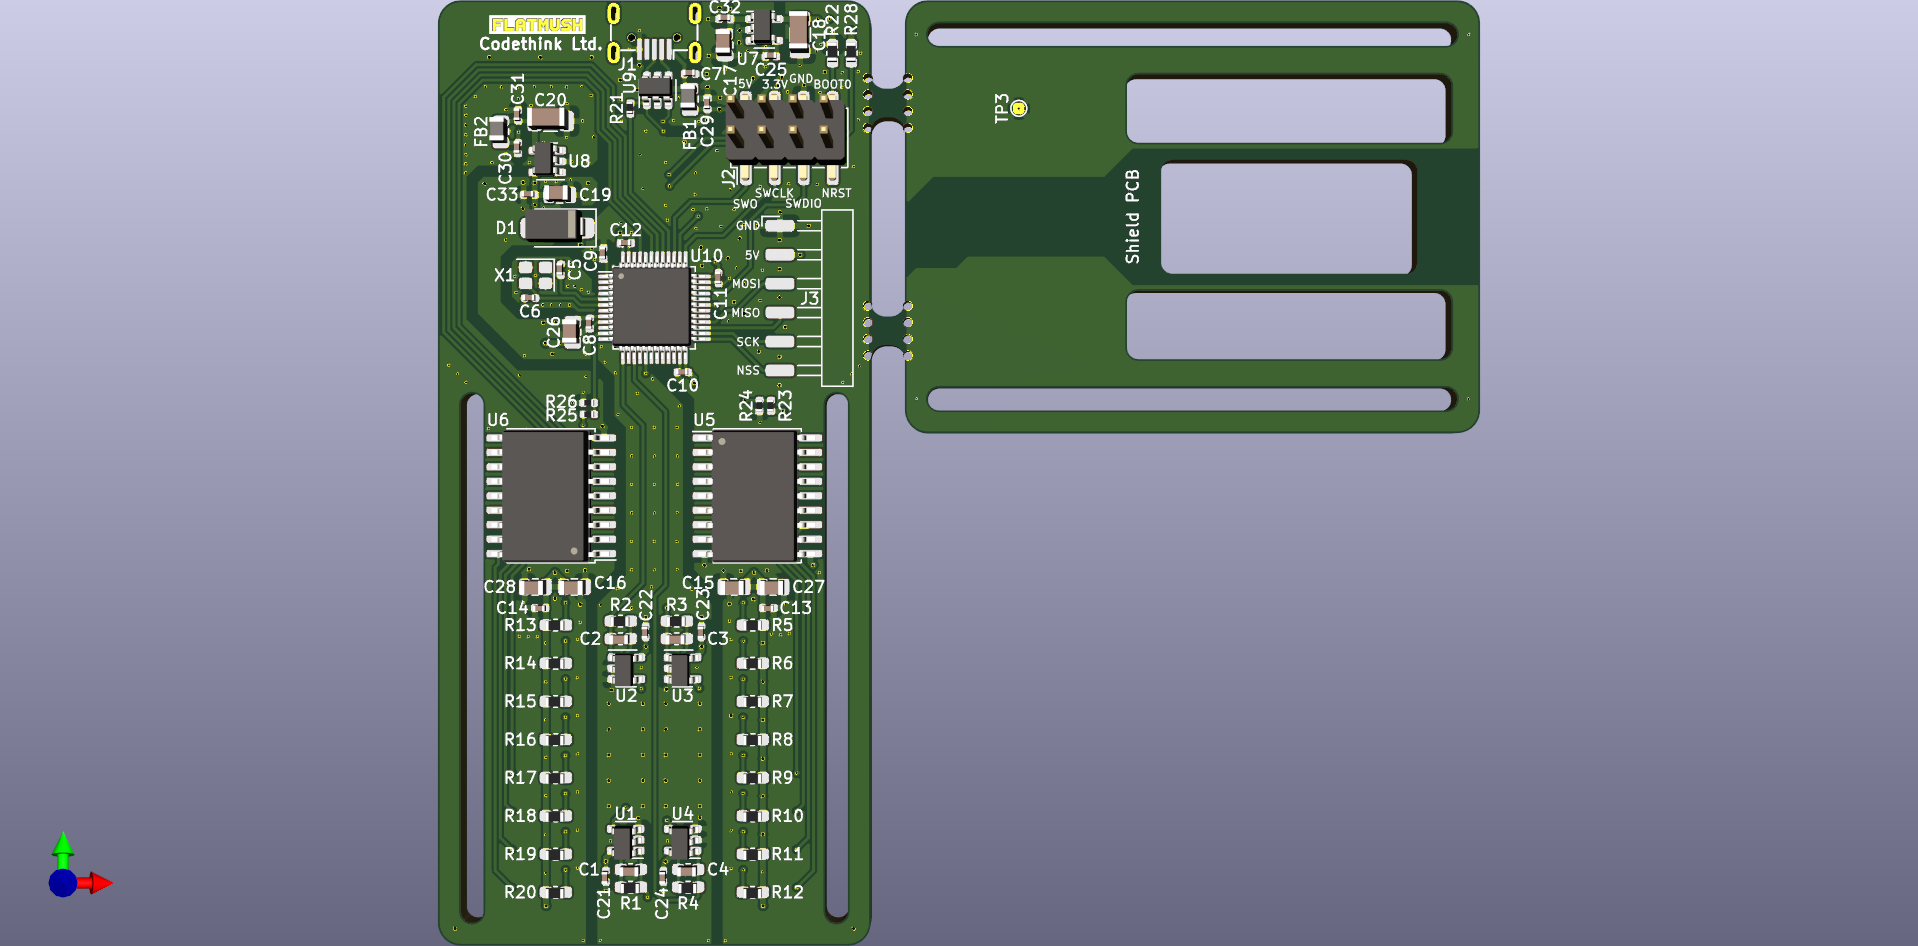 FLATMUSH
Codethink Ltd.
C32
R22
R28
C18
J1
U7
C25
C17
U9
C7
5V
3.3V
GND
BOOT0
C31
C20
R21
FB1
C29
FB2
TP3
C30
U8
J2
C33
C19
SWCLK
NRST
SWO
SWDIO
Shield PCB
D1
C12
GND
C9
U10
5V
X1
C5
C11
MOSI
J3
C6
MISO
C26
C8
SCK
NSS
C10
R26
R25
R24
R23
U6
U5
C28
C16
C15
C27
C14
R2
C22
R3
C23
C13
R13
R5
C2
C3
R14
R6
U2
U3
R15
R7
R16
R8
R17
R9
R18
U1
U4
R10
R19
R11
C1
C4
R20
C21
R1
C24
R4
R12